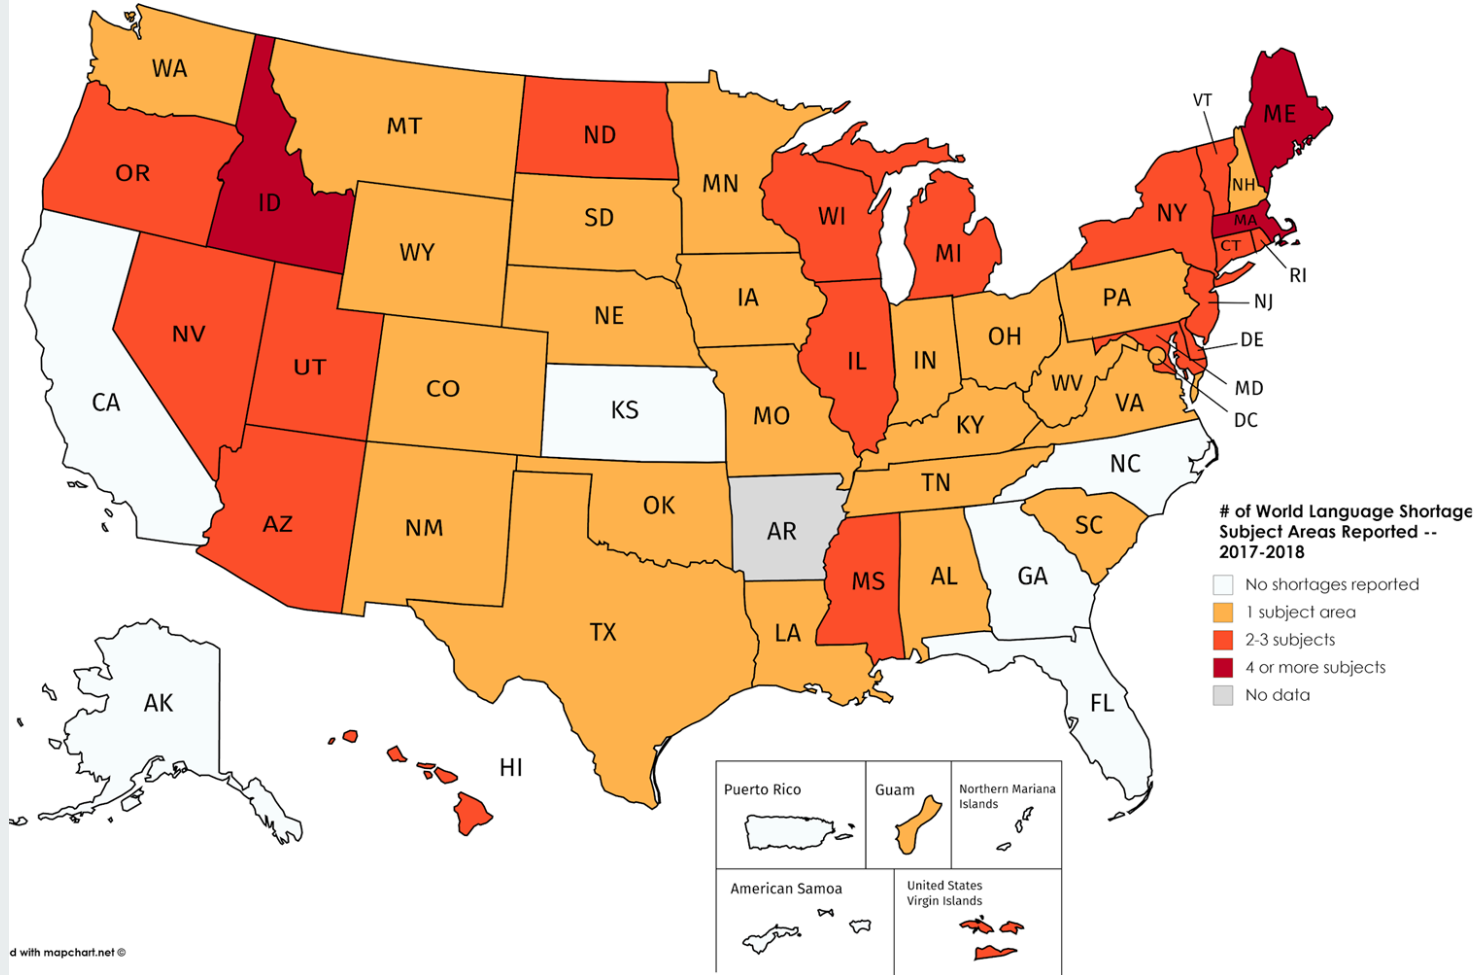 WA
MT
ND
MN
OR
ID
SD
WY
WI
MI
VT
ME
NH
NY
MA
CT
RI
NJ
PA
NE
IA
NV
UT
CO
CA
KS
IL
IN
OH
DE
WV
VA
MD
DC
MO
KY
NC
TN
AZ
NM
OK
AR
SC
MS
AL
GA
TX
LA
FL
AK
HI
# of World Language Shortage
Subject Areas Reported --
2017-2018
No shortages reported
1 subject area
2-3 subjects
4 or more subjects
No data
Puerto Rico
Guam
Northern Mariana
Islands
American Samoa
United States
Virgin Islands
d with mapchart.net ©